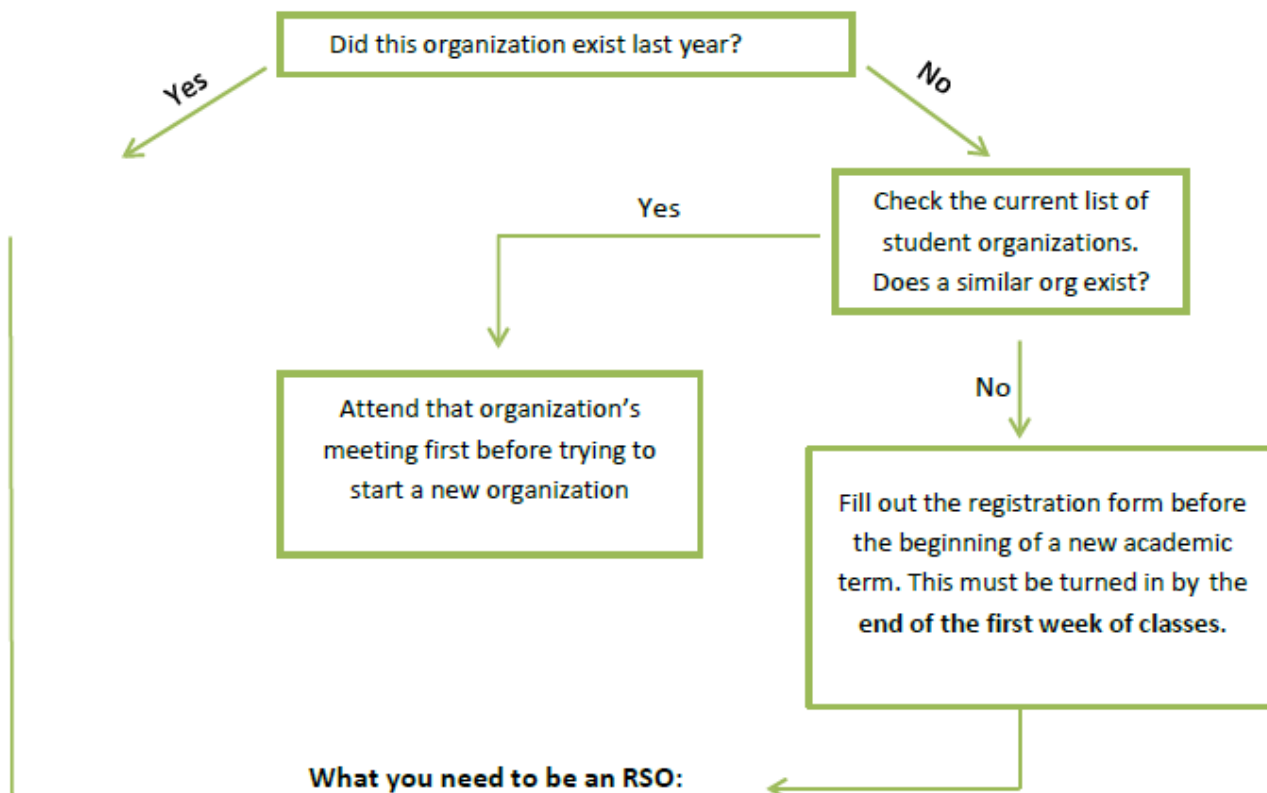 Did this organization exist last year?
Yes
No
Check the current list of
student organizations.
Does a similar org exist?
Yes
No
Attend that organization’s
meeting first before trying to
start a new organization
Fill out the registration form before
the beginning of a new academic
term. This must be turned in by the
end of the first week of classes.
What you need to be an RSO: